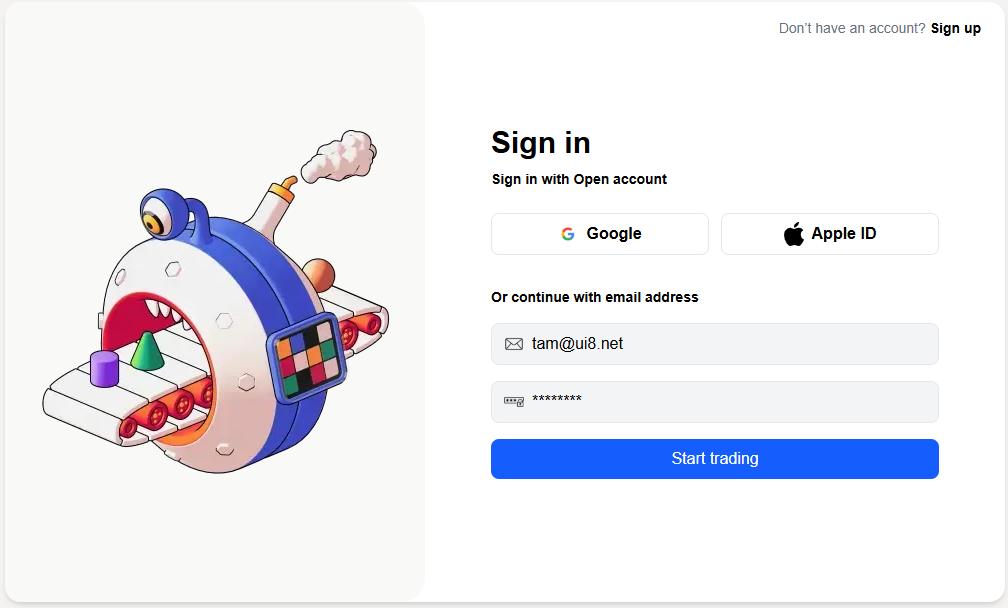 Don't have an account? Sign up
Sign in
Sign in with Open account
Google
Apple ID
Or continue with email address
tam@ui8.net
********
Start trading